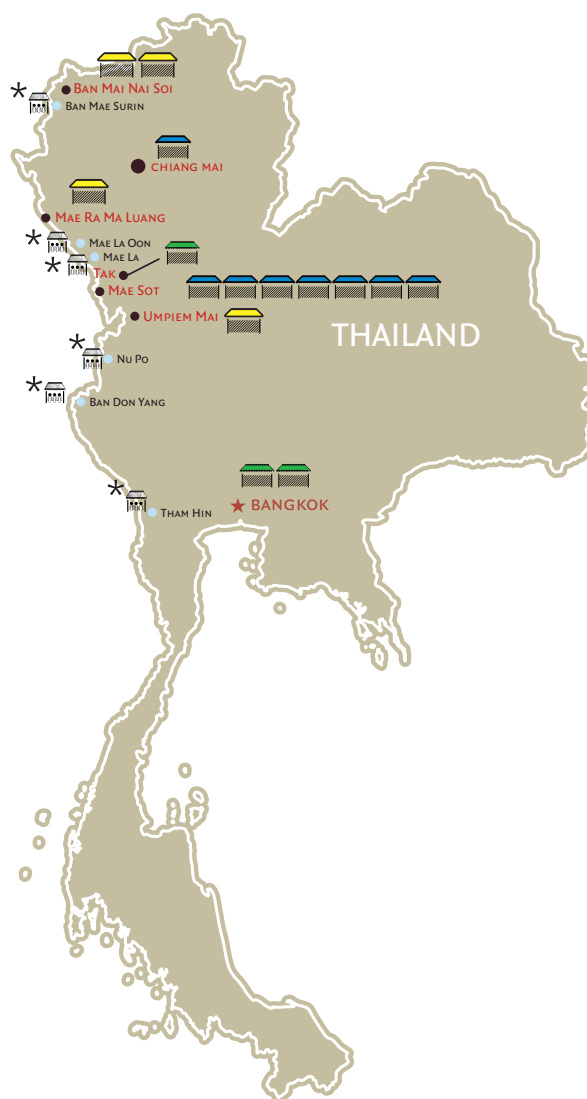 BAN MAI NAI SOI
* BAN MAE SURIN
CHIANG MAI
MAE RA MA LUANG
* MAE LA OON
* MAE LA
TAK
MAE SOT
UMPIEM MAI
THAILAND
* NU PO
* BAN DON YANG
BANGKOK
* THAM HIN